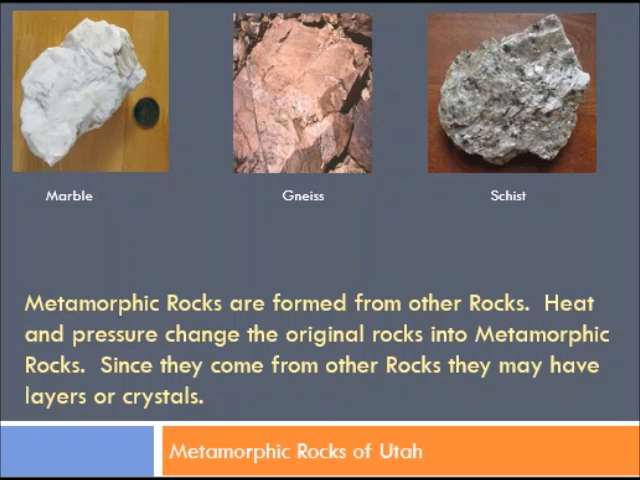 Marble
Gneiss
Schist
Metamorphic Rocks are formed from other Rocks. Heat
and pressure change the original rocks into Metamorphic
Rocks. Since they come from other Rocks they may have
layers or crystals.
Metamorphic Rocks of Utah